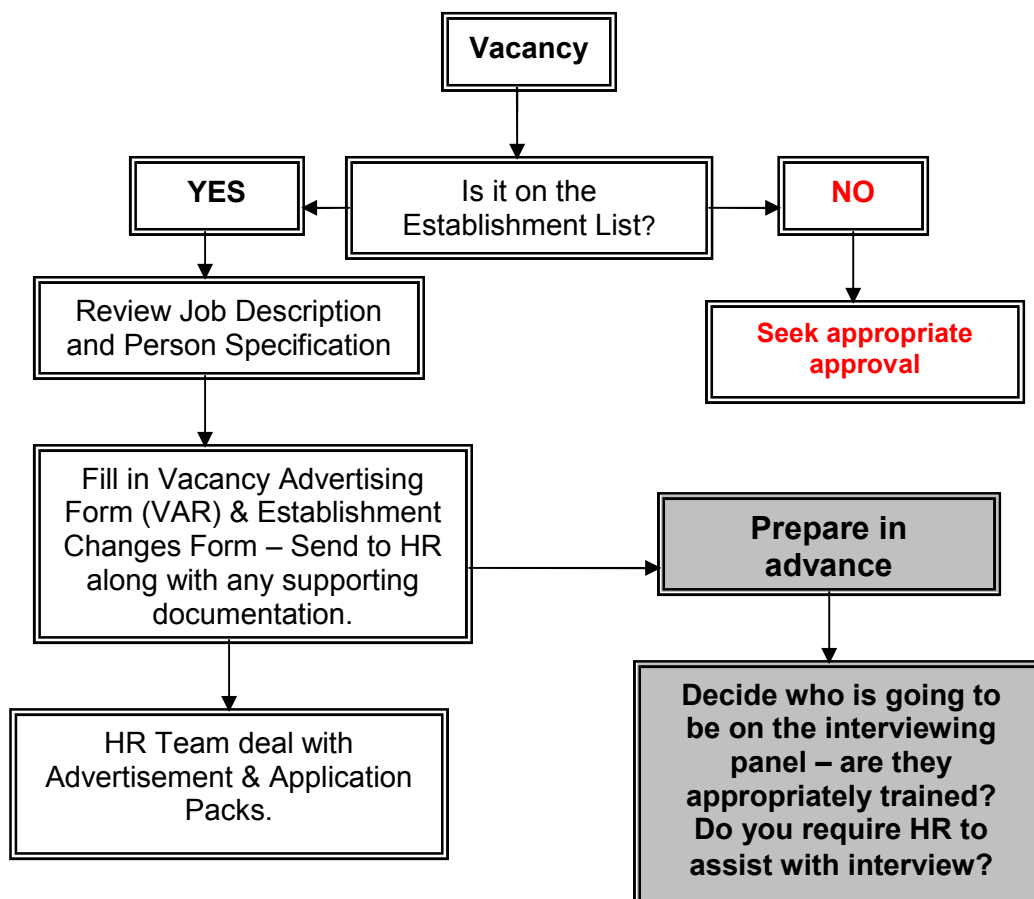 Vacancy
YES
Is it on the
Establishment List?
NO
Review Job Description
and Person Specification
Seek appropriate
approval
Fill in Vacancy Advertising
Form (VAR) & Establishment
Changes Form – Send to HR
along with any supporting
documentation.
Prepare in
advance
HR Team deal with
Advertisement & Application
Packs.
Decide who is going to
be on the interviewing
panel – are they
appropriately trained?
Do you require HR to
assist with interview?